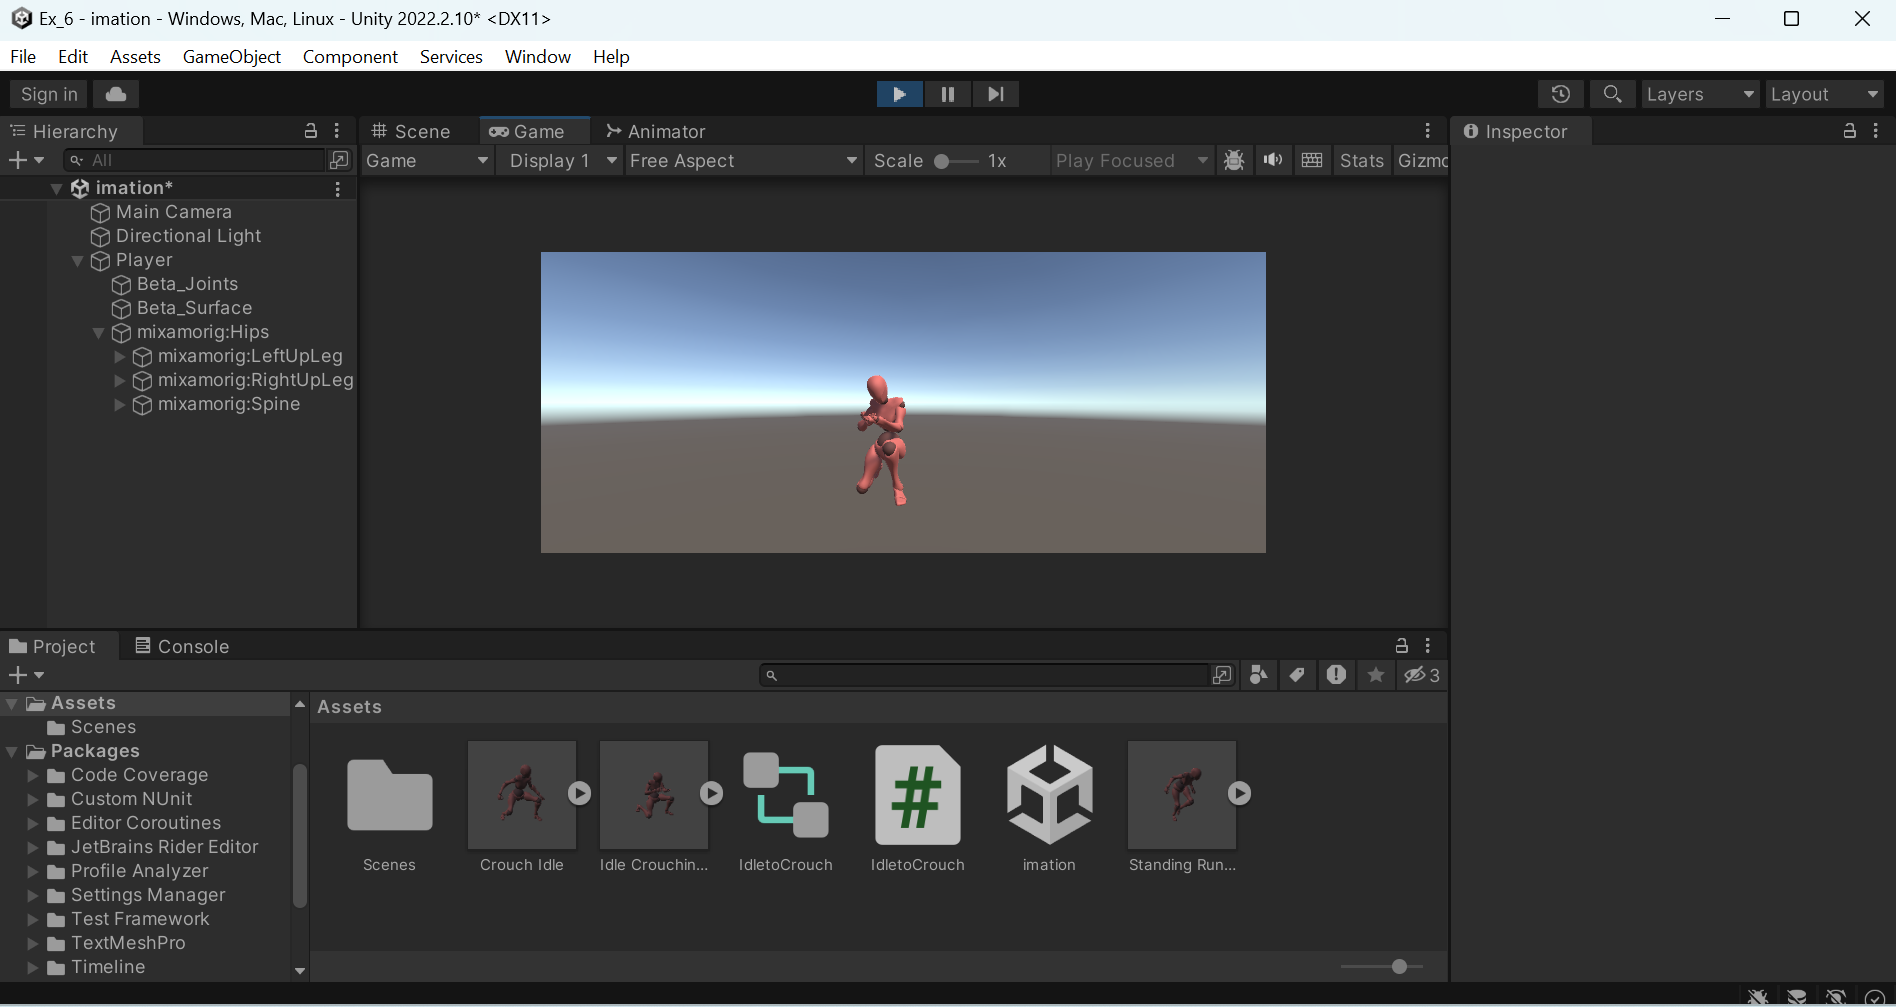 Ex_6 - imation - Windows, Mac, Linux - Unity 2022.2.10* <DX11>
File Edit Assets GameObject Component Services Window Help
Sign in
Layers
Layout
Hierarchy
All
imation*
Main Camera
Directional Light
Player
Beta_Joints
Beta_Surface
mixamorig:Hips
mixamorig:LeftUpLeg
mixamorig:RightUpLeg
mixamorig:Spine
Scene Game Animator
Game Display 1 Free Aspect Scale 1x Play Focused Stats Gizmo
Inspector
Project Console
3
Assets
Scenes
Packages
Code Coverage
Custom NUnit
Editor Coroutines
JetBrains Rider Editor
Profile Analyzer
Settings Manager
Test Framework
TextMeshPro
Timeline
Assets
Scenes
Crouch Idle
Idle Crouchin...
IdletoCrouch
#
IdletoCrouch
imation
Standing Run...